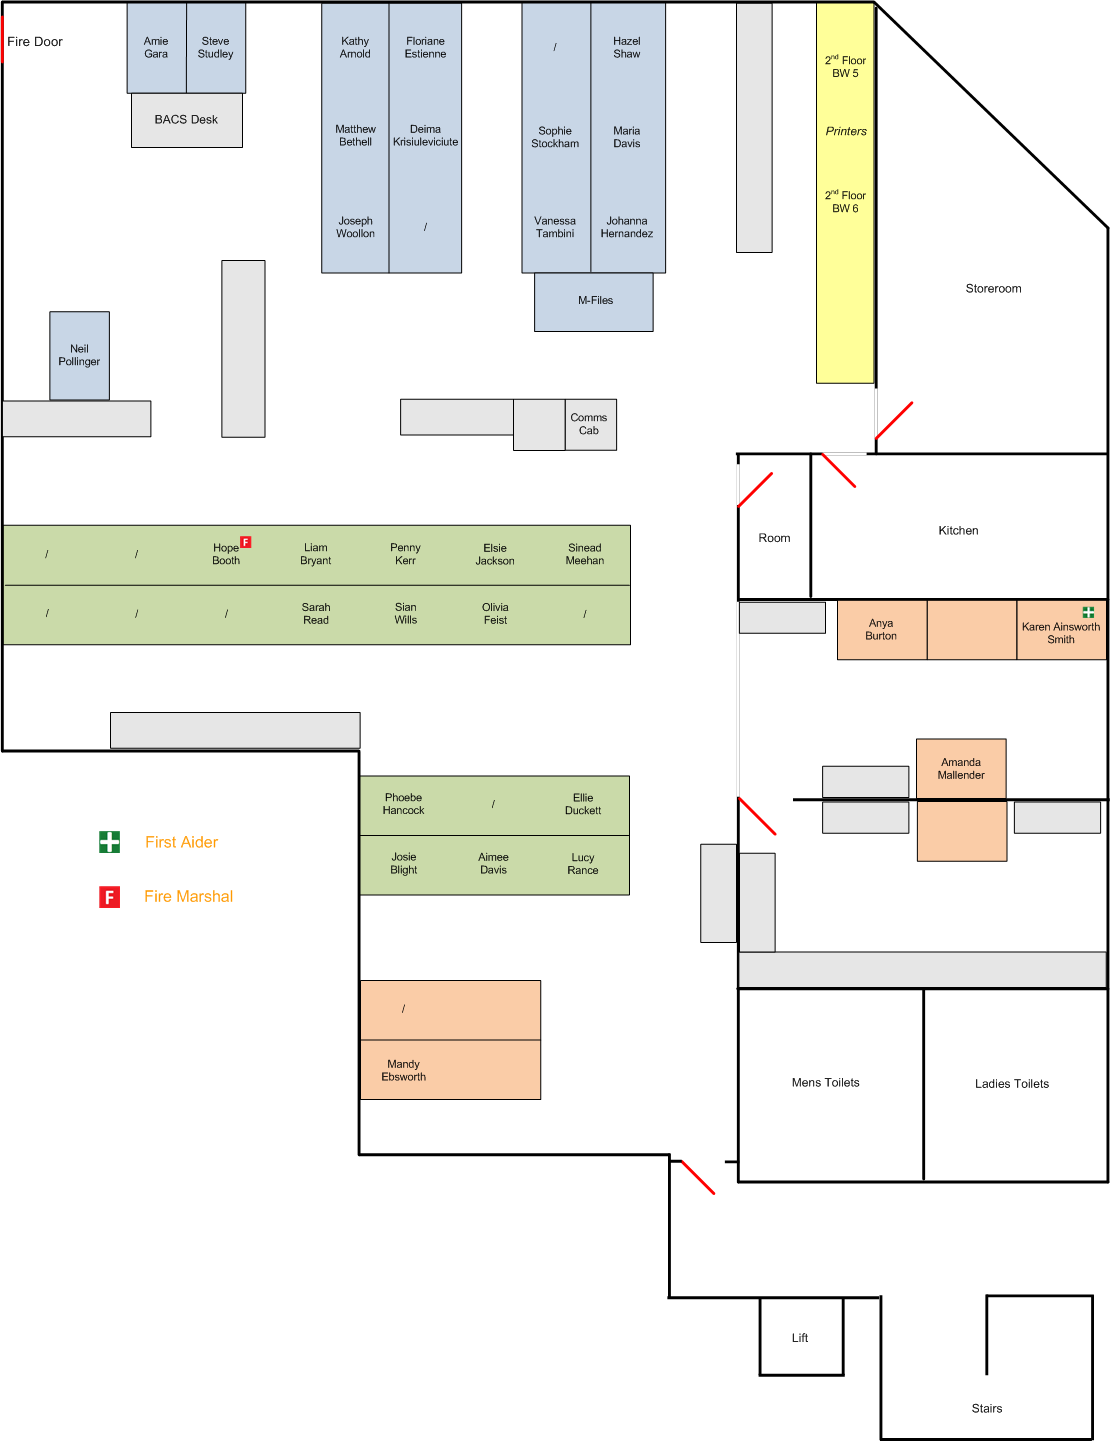 Fire Door
Amie
Gara
Steve
Studley
BACS Desk
Kathy
Arnold
Floriane
Estienne
Matthew
Bethell
Deima
Krisiuleviciute
Joseph
Woollon
/
/
Hazel
Shaw
Sophie
Stockham
Maria
Davis
Vanessa
Tambini
Johanna
Hernandez
M-Files
2nd Floor
BW 5
Printers
2nd Floor
BW 6
Storeroom
Neil
Pollinger
Comms
Cab
Room
Kitchen
/
/
Hope
Booth
F
Liam
Bryant
Penny
Kerr
Elsie
Jackson
Sinead
Meehan
/
/
/
Sarah
Read
Sian
Wills
Olivia
Feist
/
Anya
Burton
Karen Ainsworth
Smith
Amanda
Mallender
Phoebe
Hancock
/
Ellie
Duckett
Josie
Blight
Aimee
Davis
Lucy
Rance
First Aider
F
Fire Marshal
/
Mandy
Ebsworth
Mens Toilets
Ladies Toilets
Lift
Stairs